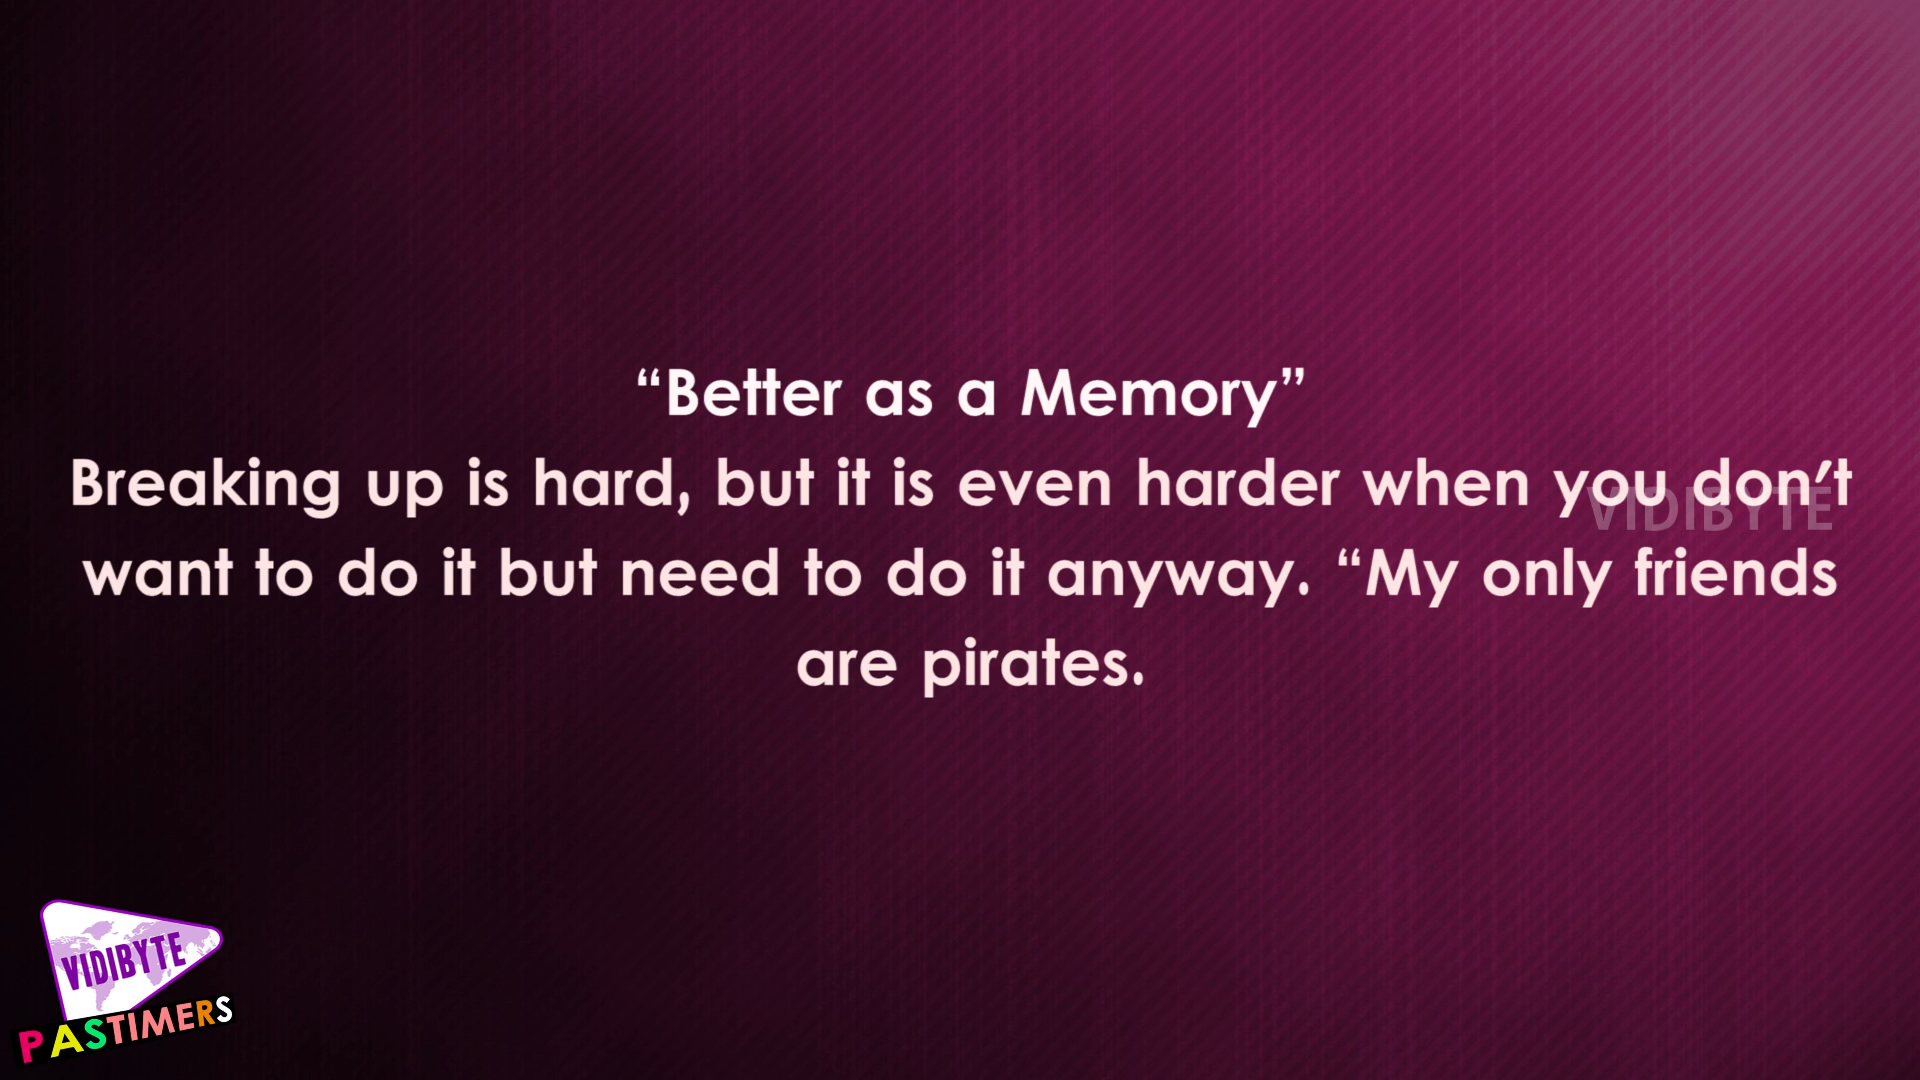 “Better as a Memory”
Breaking up is hard, but it is even harder when you don’t
want to do it but need to do it anyway. “My only friends
are pirates.
VIDIBYTE
VIDIBYTE
PASTIMERS